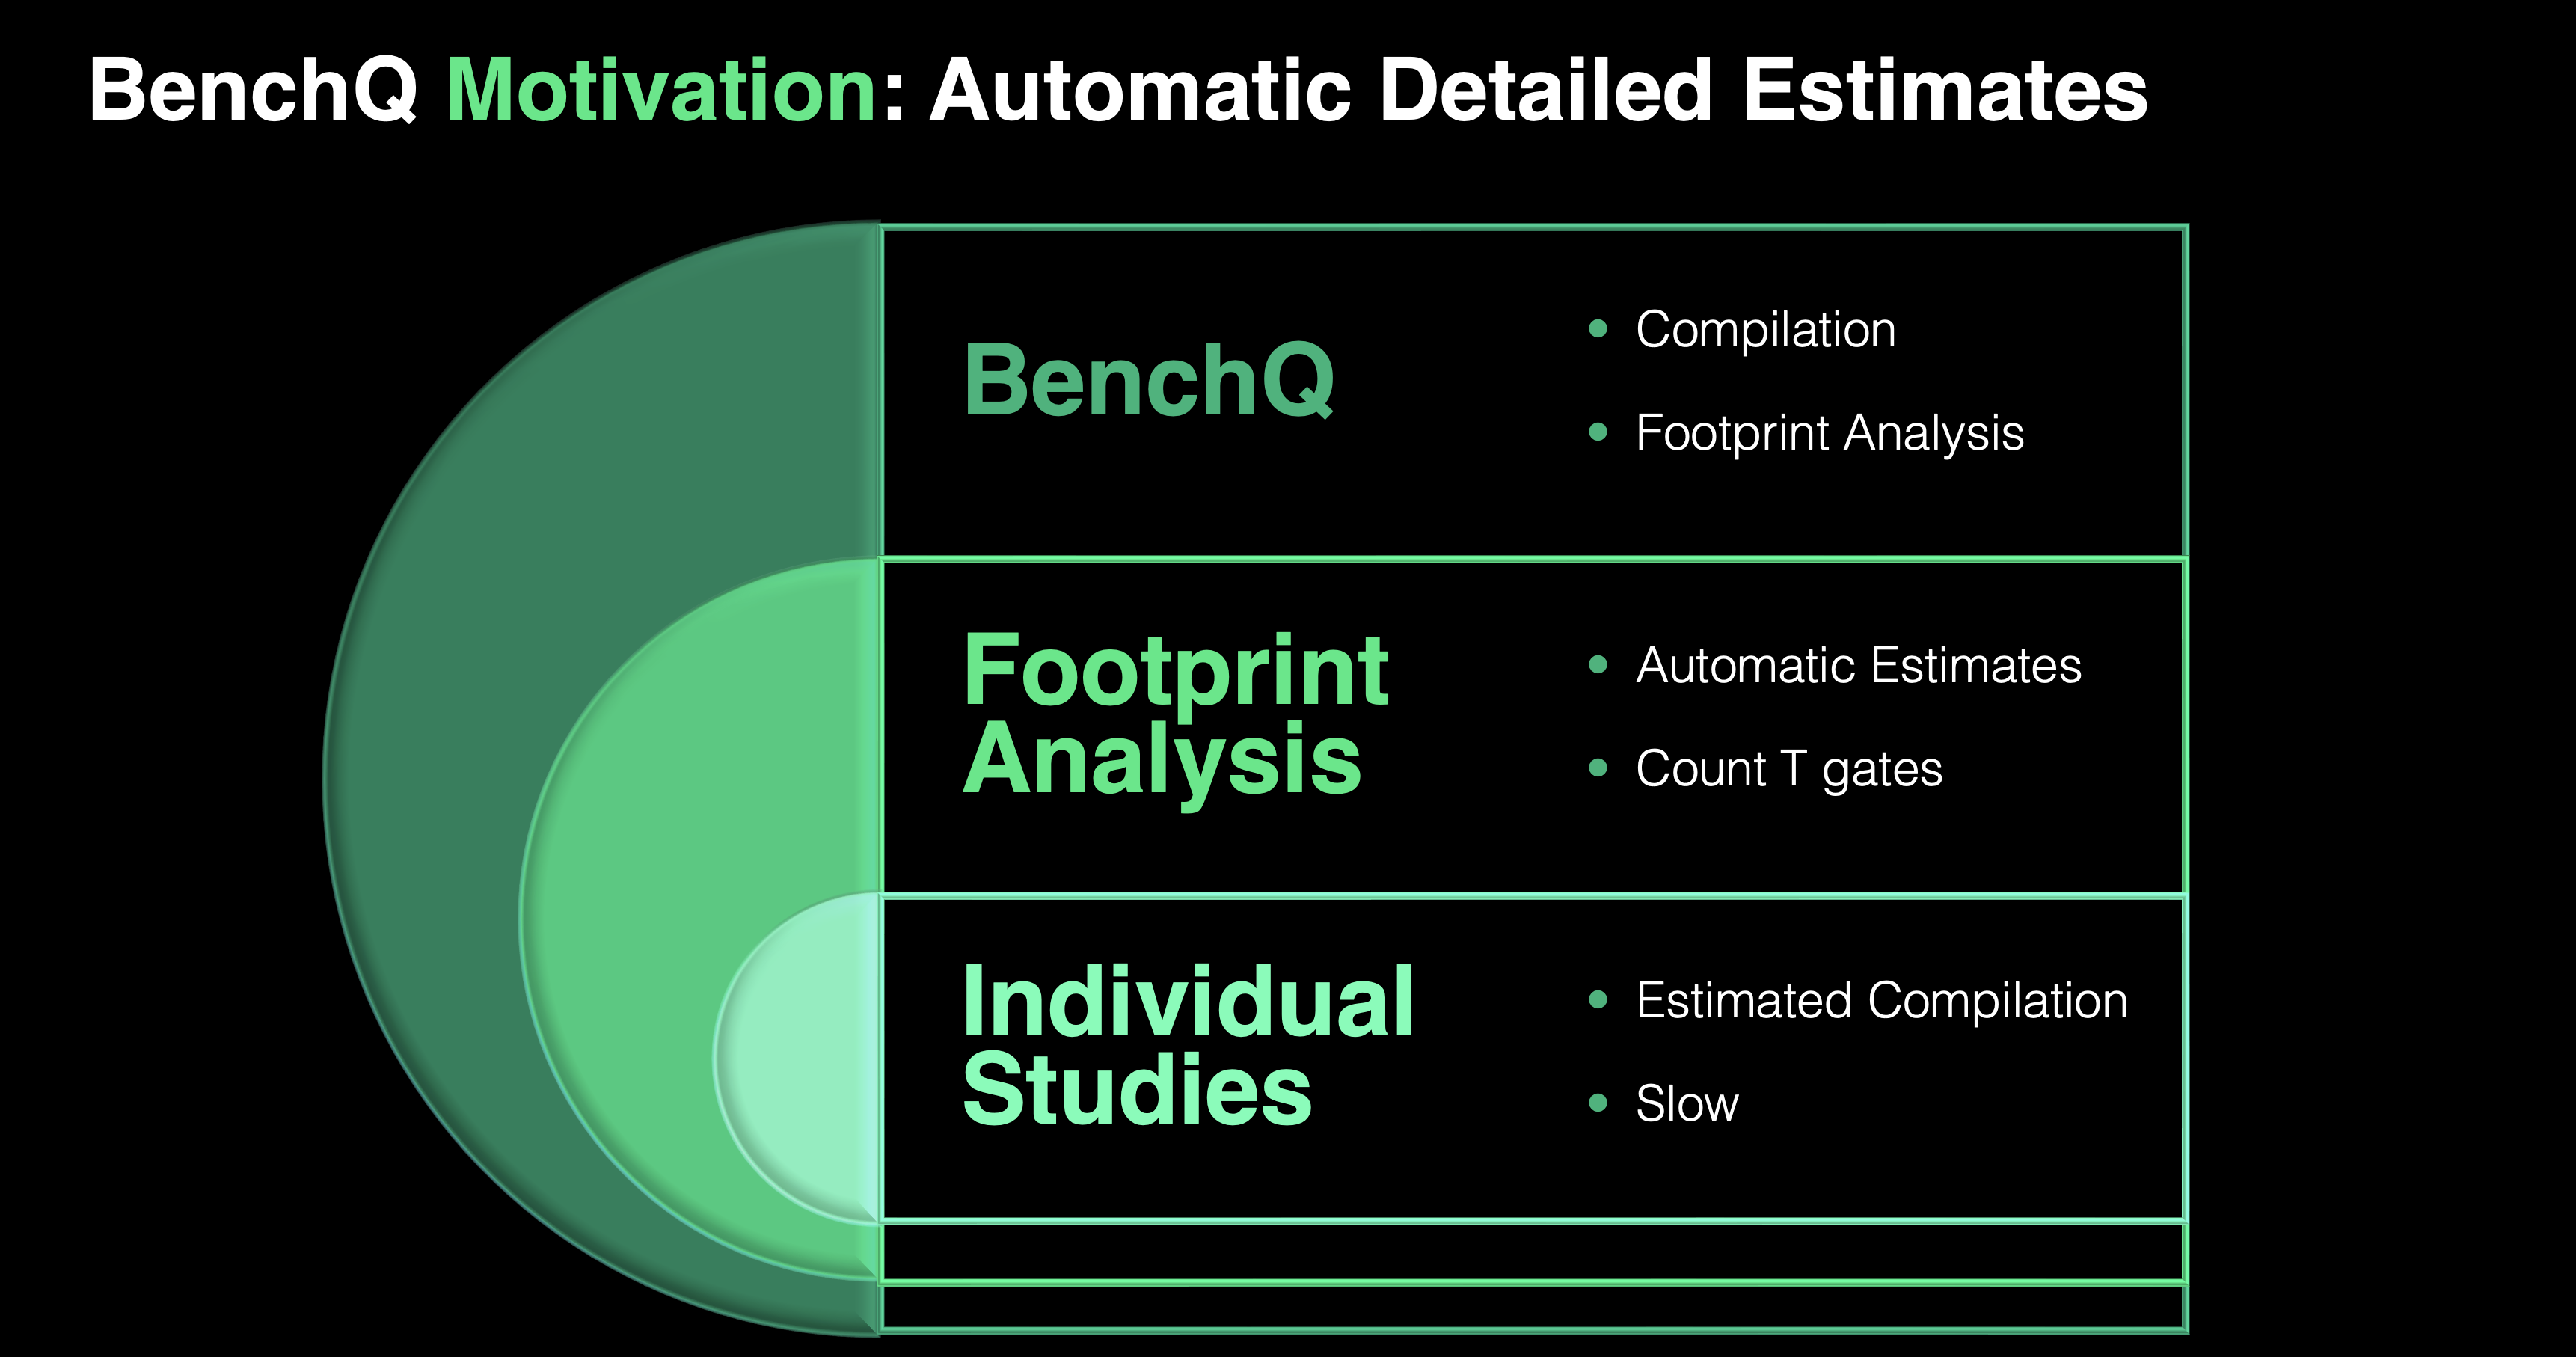 BenchQ Motivation: Automatic Detailed Estimates
BenchQ
• Compilation
• Footprint Analysis
Footprint
Analysis
• Automatic Estimates
• Count T gates
Individual
Studies
• Estimated Compilation
• Slow